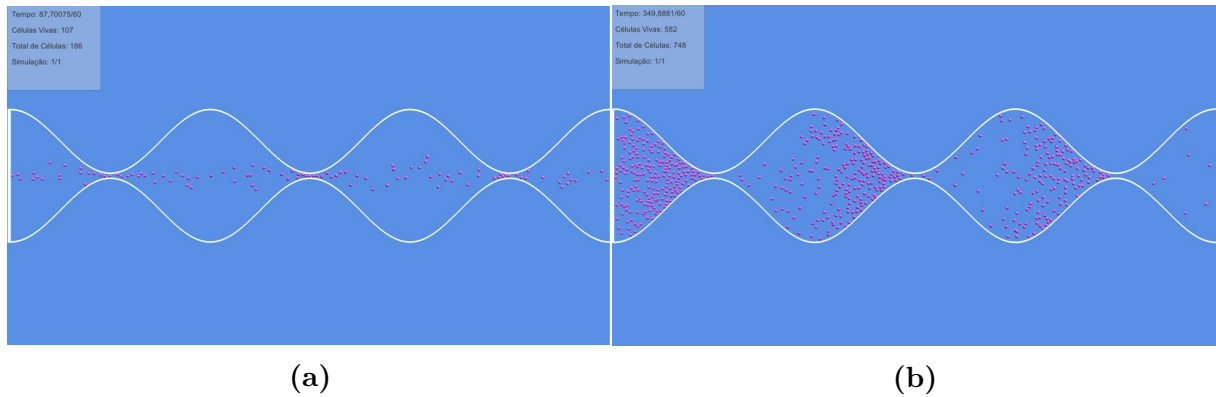 Tempo: 87,70075/60
Células Vivas: 107
Total de Células: 186
Simulação: 1/1
Tempo: 349,8881/60
Células Vivas: 582
Total de Células: 748
Simulação: 1/1
(a)
(b)